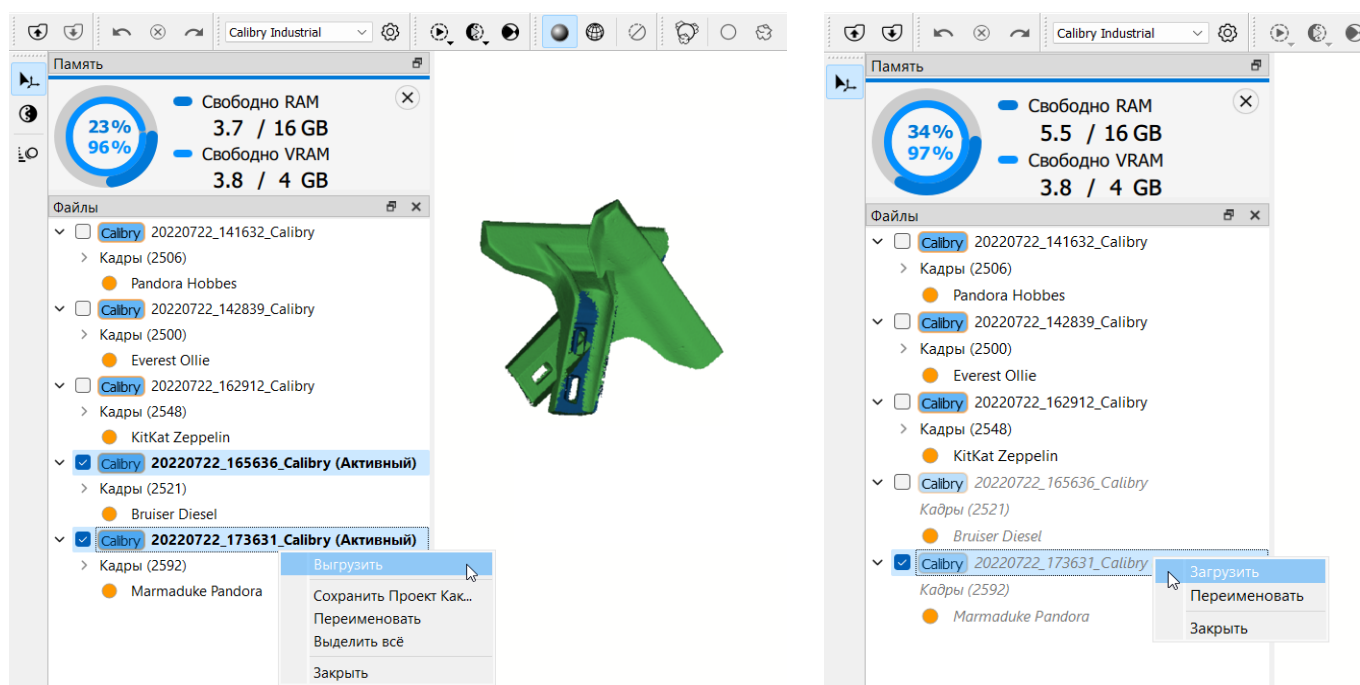 Calibry Industrial
Память
23%
96%
Свободно RAM
3.7 / 16 GB
Свободно VRAM
3.8 / 4 GB
Файлы
Calibry 20220722_141632_Calibry
Кадры (2506)
Pandora Hobbes
Calibry 20220722_142839_Calibry
Кадры (2500)
Everest Ollie
Calibry 20220722_162912_Calibry
Кадры (2548)
KitKat Zeppelin
Calibry 20220722_165636_Calibry (Активный)
Кадры (2521)
Bruiser Diesel
Calibry 20220722_173631_Calibry (Активный)
Кадры (2592)
Marmaduke Pandora
Выгрузить
Сохранить Проект Как...
Переименовать
Выделить всё
Закрыть
Calibry Industrial
Память
34%
97%
Свободно RAM
5.5 / 16 GB
Свободно VRAM
3.8 / 4 GB
Файлы
Calibry 20220722_141632_Calibry
Кадры (2506)
Pandora Hobbes
Calibry 20220722_142839_Calibry
Кадры (2500)
Everest Ollie
Calibry 20220722_162912_Calibry
Кадры (2548)
KitKat Zeppelin
Calibry 20220722_165636_Calibry
Кадры (2521)
Bruiser Diesel
Calibry 20220722_173631_Calibry
Кадры (2592)
Marmaduke Pandora
Загрузить
Переименовать
Закрыть